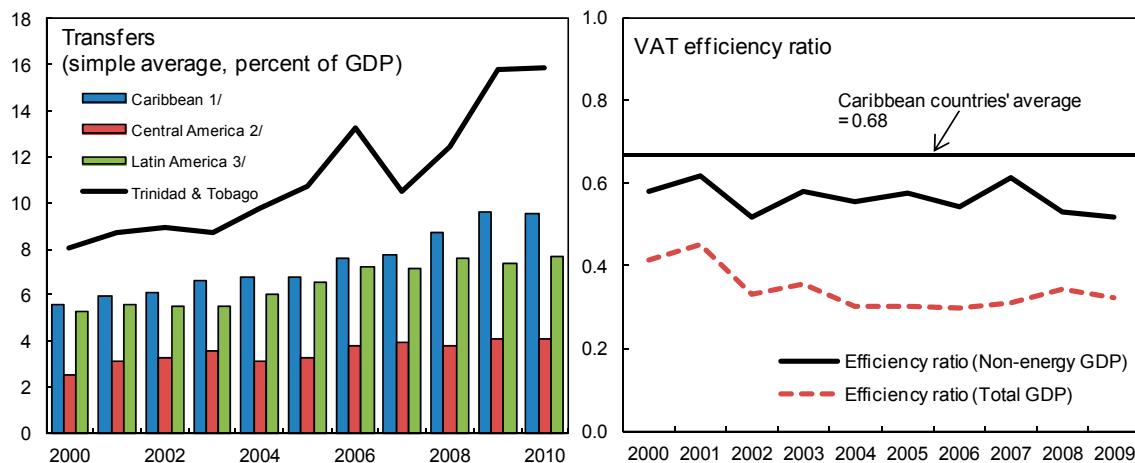 Transfers
(simple average, percent of GDP)
Caribbean 1/
Central America 2/
Latin America 3/
Trinidad & Tobago
18
16
14
12
10
8
6
4
2
0
2000 2002 2004 2006 2008 2010
VAT efficiency ratio
Caribbean countries' average
= 0.68
Efficiency ratio (Non-energy GDP)
Efficiency ratio (Total GDP)
1.0
0.8
0.6
0.4
0.2
0.0
2000 2001 2002 2003 2004 2005 2006 2007 2008 2009